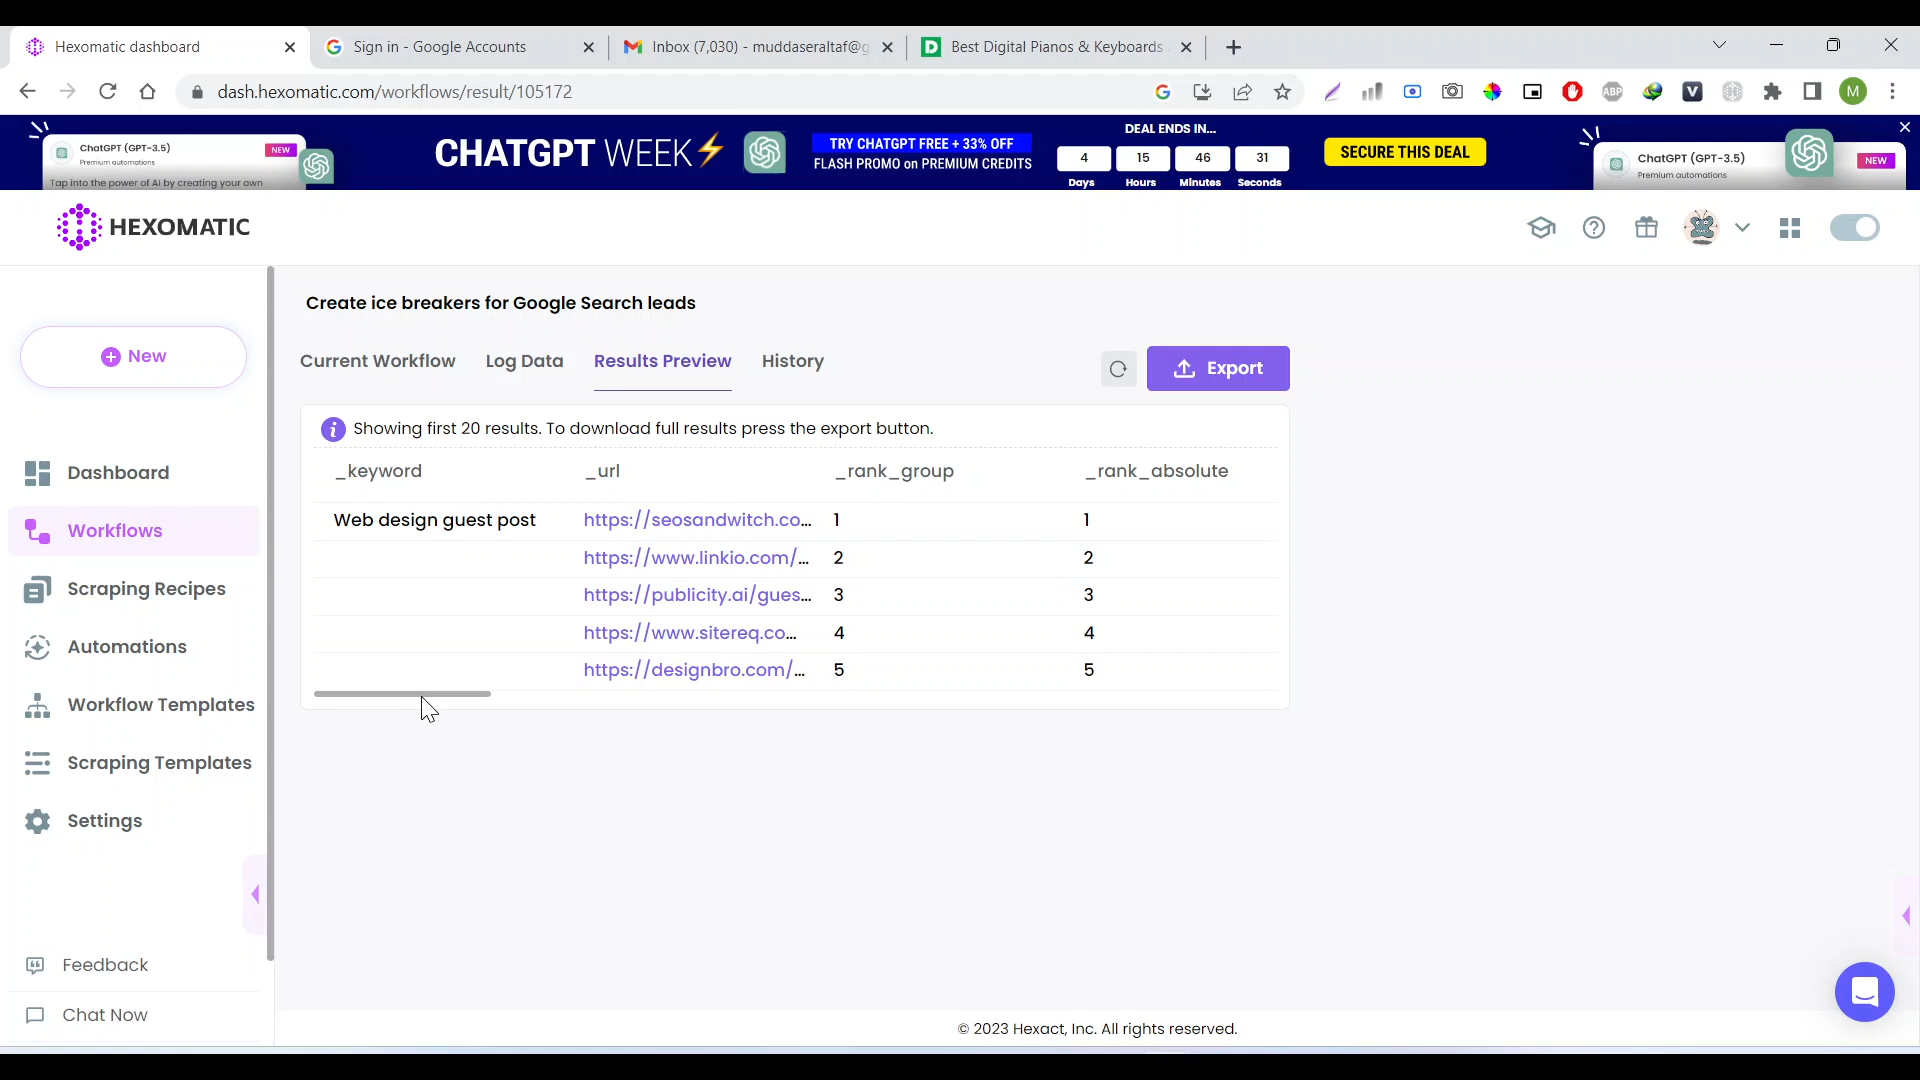 Hexomatic dashboard
Sign in - Google Accounts
Inbox (7,030) - muddaseraltaf@g
Best Digital Pianos & Keyboards
dash.hexomatic.com/workflows/result/105172
ABP
V
M
ChatGPT (GPT-3.5)
Premium automations
NEW
Tap into the power of AI by creating your own
CHATGPT WEEK
TRY CHATGPT FREE + 33% OFF
FLASH PROMO on PREMIUM CREDITS
DEAL ENDS IN...
4 15 46 31
Days Hours Minutes Seconds
SECURE THIS DEAL
ChatGPT (GPT-3.5)
Premium automations
NEW
HEXOMATIC
New
Dashboard
Workflows
Scraping Recipes
Automations
Workflow Templates
Scraping Templates
Settings
Feedback
Chat Now
Create ice breakers for Google Search leads
Current Workflow Log Data Results Preview History
Export
Showing first 20 results. To download full results press the export button.
_keyword _url _rank_group _rank_absolute
Web design guest post https://seosandwitch.co... 1 1
https://www.linkio.com/... 2 2
https://publicity.ai/gues... 3 3
https://www.sitereq.co... 4 4
https://designbro.com/... 5 5
© 2023 Hexact, Inc. All rights reserved.